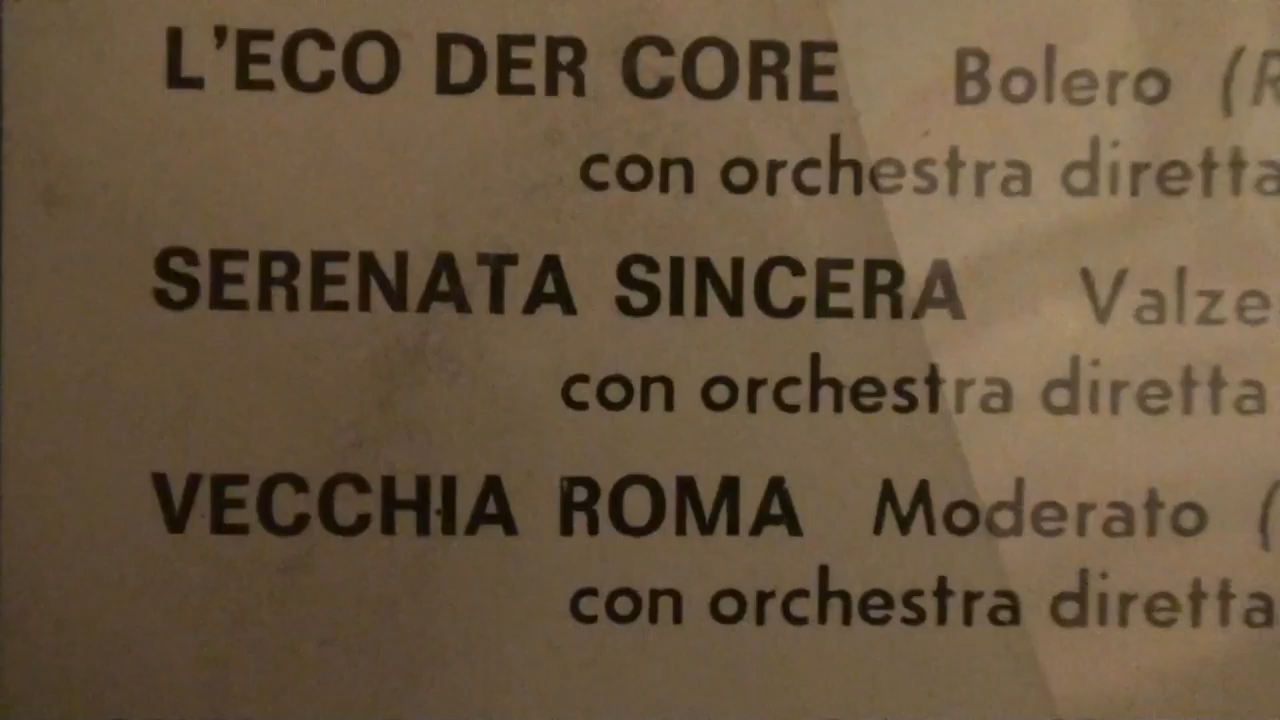 L'ECO DER CORE Bolero (R
con orchestra diretta
SERENATA SINCERA Valze
con orchestra diretta
VECCHIA ROMA Moderato (
con orchestra diretta